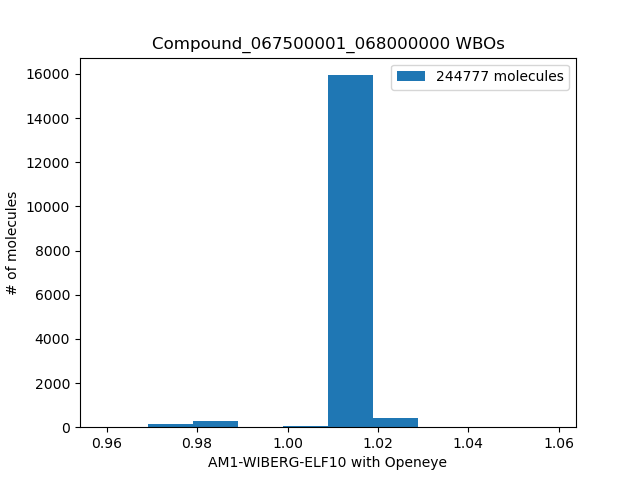 Compound_067500001_068000000 WBOs
244777 molecules
# of molecules
16000
14000
12000
10000
8000
6000
4000
2000
0
0.96 0.98 1.00 1.02 1.04 1.06
AM1-WIBERG-ELF10 with Openeye